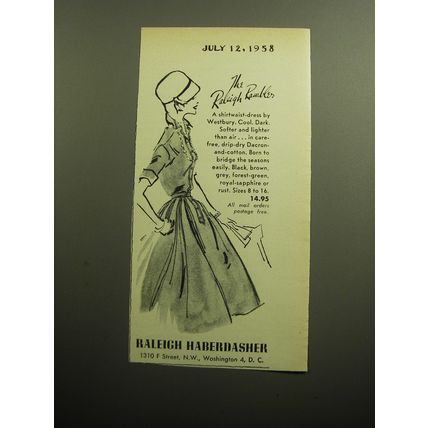 JULY 12, 1958
The
Raleigh Rambler
A shirtwaist-dress by
Westbury. Cool. Dark.
Softer and lighter
than air ... in care-
free, drip-dry Dacron-
and-cotton. Born to
bridge the seasons
easily. Black, brown,
grey, forest-green,
royal-sapphire or
rust. Sizes 8 to 16.
14.95
All mail orders
postage free.
RALEIGH HABERDASHER
1310 F Street, N.W., Washington 4, D. C.